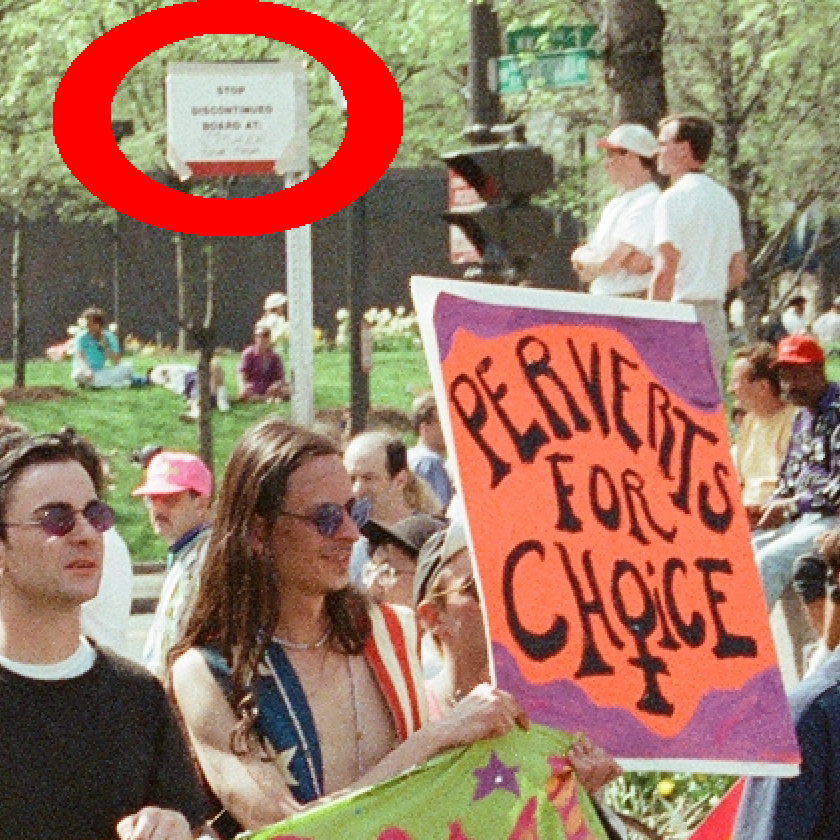 STOP
DISCONTINUED
BOARD AT:
PERVERTS
FOR
CHOiCE